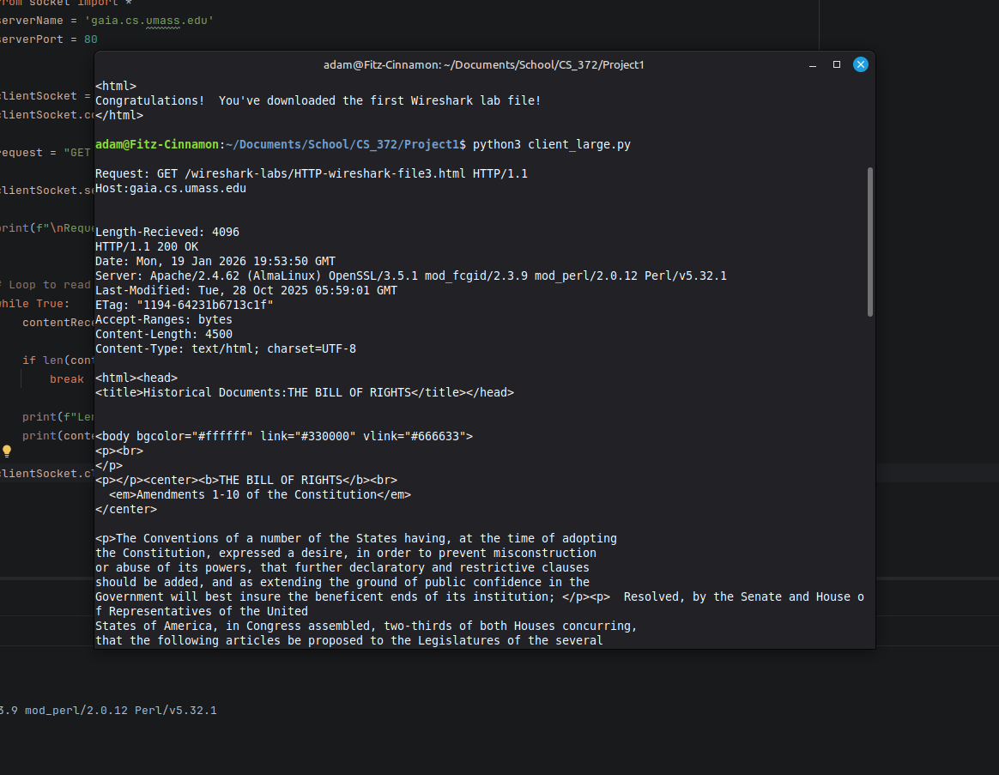 from socket import *
serverName = 'gaia.cs.umass.edu'
serverPort = 80
adam@Fitz-Cinnamon: ~/Documents/School/CS_372/Project1
<html>
Congratulations!  You've downloaded the first Wireshark lab file!
</html>
adam@Fitz-Cinnamon:~/Documents/School/CS_372/Project1$ python3 client_large.py
Request: GET /wireshark-labs/HTTP-wireshark-file3.html HTTP/1.1
Host:gaia.cs.umass.edu
Length-Recieved: 4096
HTTP/1.1 200 OK
Date: Mon, 19 Jan 2026 19:53:50 GMT
Server: Apache/2.4.62 (AlmaLinux) OpenSSL/3.5.1 mod_fcgid/2.3.9 mod_perl/2.0.12 Perl/v5.32.1
Last-Modified: Tue, 28 Oct 2025 05:59:01 GMT
ETag: "1194-64231b6713c1f"
Accept-Ranges: bytes
Content-Length: 4500
Content-Type: text/html; charset=UTF-8
<html><head>
<title>Historical Documents:THE BILL OF RIGHTS</title></head>
<body bgcolor="#ffffff" link="#330000" vlink="#666633">
<p><br>
</p>
<p></p><center><b>THE BILL OF RIGHTS</b><br>
  <em>Amendments 1-10 of the Constitution</em>
</center>
<p>The Conventions of a number of the States having, at the time of adopting
the Constitution, expressed a desire, in order to prevent misconstruction
or abuse of its powers, that further declaratory and restrictive clauses
should be added, and as extending the ground of public confidence in the
Government will best insure the beneficent ends of its institution; </p><p>  Resolved, by the Senate and House o
f Representatives of the United
States of America, in Congress assembled, two-thirds of both Houses concurring,
that the following articles be proposed to the Legislatures of the several
clientSocket =
clientSocket.co
request = "GET
clientSocket.se
print(f"\nReque
# Loop to read
while True:
contentRece
if len(cont
break
print(f"Len
print(conte
clientSocket.cl
3.9 mod_perl/2.0.12 Perl/v5.32.1